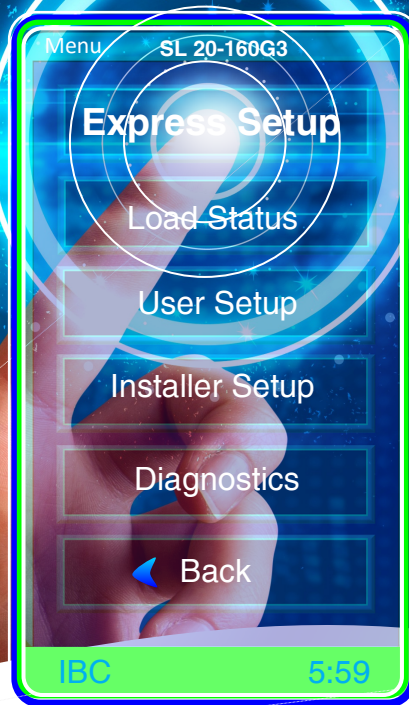 Menu SL 20-160G3
Express Setup
Load Status
User Setup
Installer Setup
Diagnostics
Back
IBC 5:59